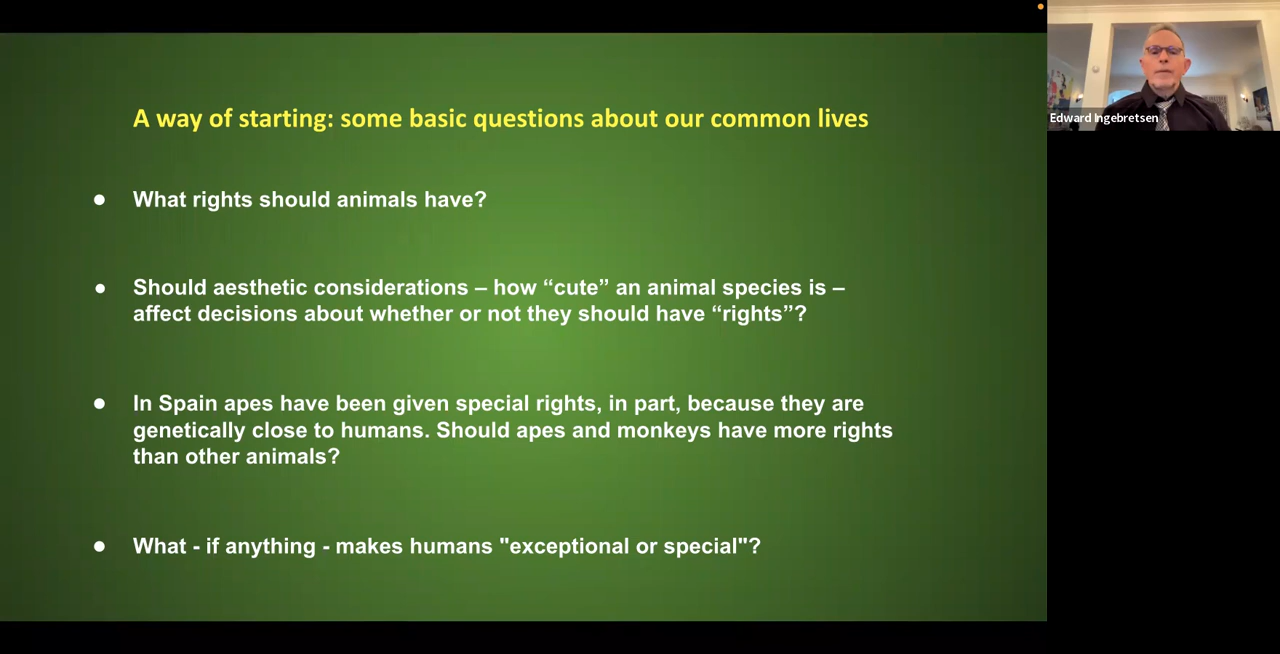 A way of starting: some basic questions about our common lives
● What rights should animals have?
● Should aesthetic considerations – how “cute” an animal species is –
affect decisions about whether or not they should have “rights”?
● In Spain apes have been given special rights, in part, because they are
genetically close to humans. Should apes and monkeys have more rights
than other animals?
● What - if anything - makes humans "exceptional or special"?
Edward Ingebretsen